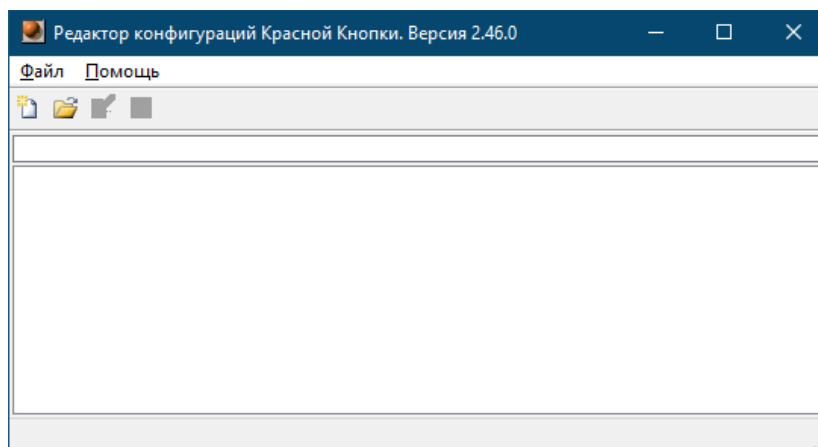 Редактор конфигураций Красной Кнопки. Версия 2.46.0
Файл Помощь